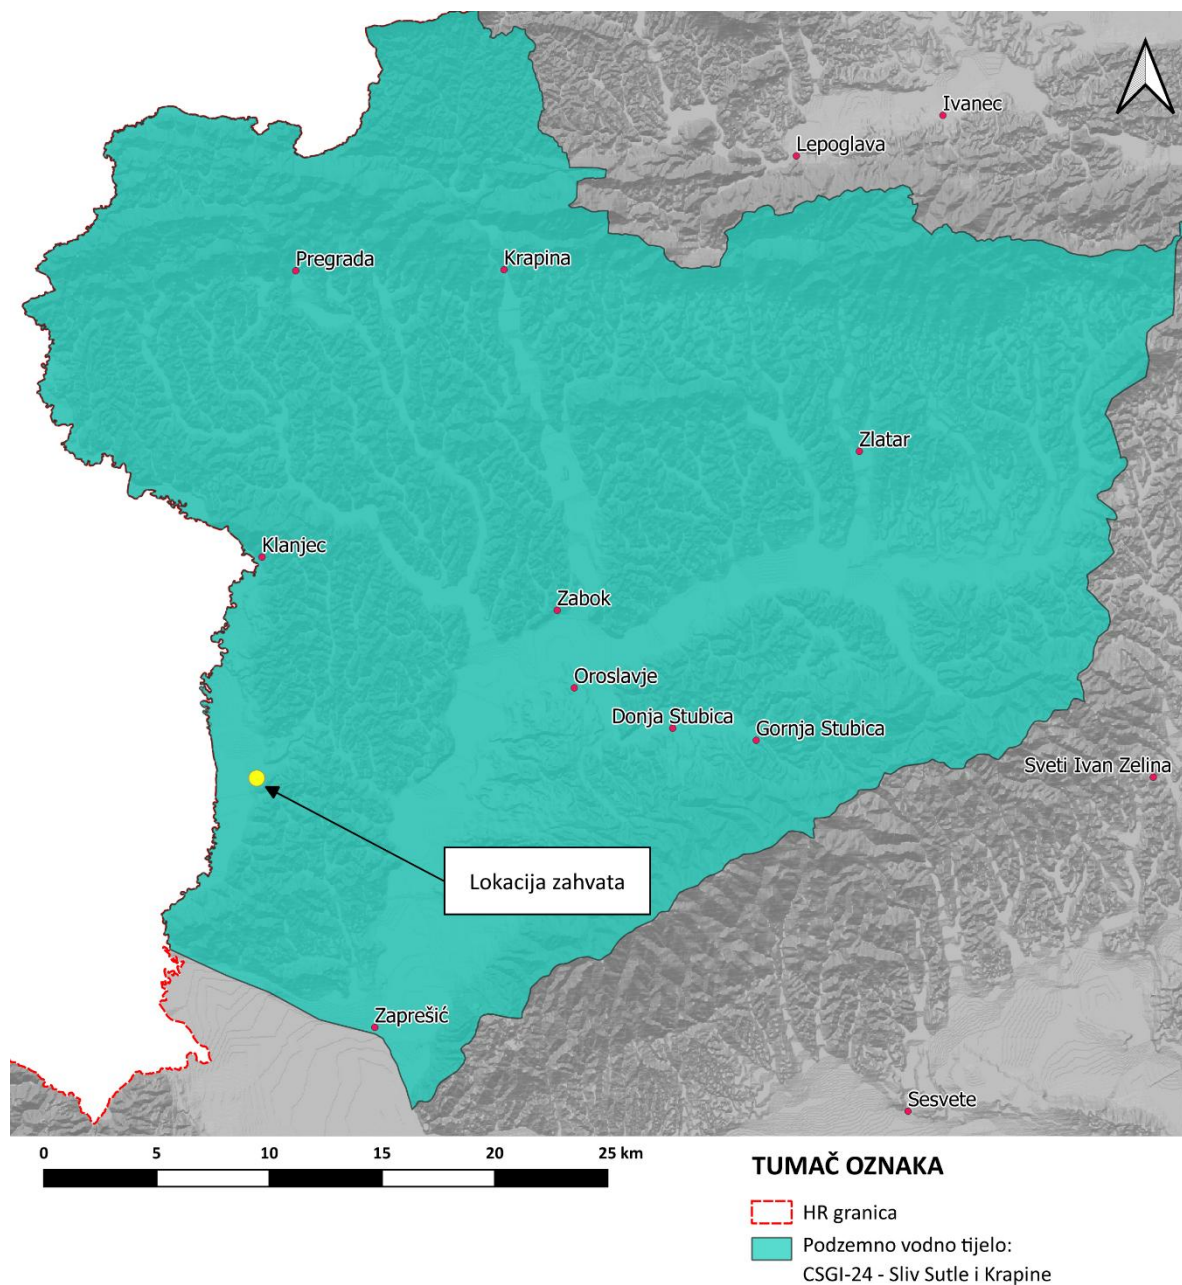 Ivanec
Lepoglava
Pregrada
Krapina
Zlatar
Klanjec
Zabok
Oroslavje
Donja Stubica
Gornja Stubica
Sveti Ivan Zelina
Lokacija zahvata
Zaprešić
Sesvete
0 5 10 15 20 25 km
TUMAČ OZNAKA
HR granica
Podzemno vodno tijelo:
CSGI-24 - Sliv Sutle i Krapine